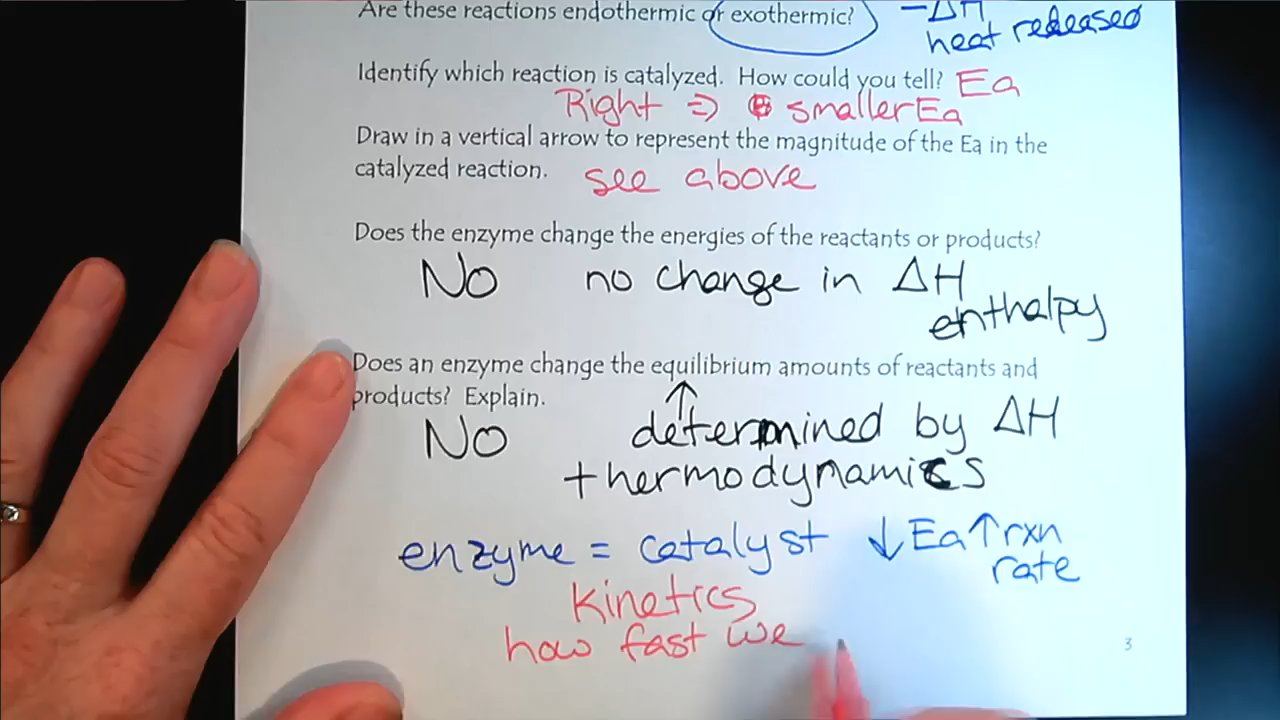 Are these reactions endothermic or exothermic? -ΔH
heat released
Identify which reaction is catalyzed. How could you tell? Ea
Right ⇒ smaller Ea
Draw in a vertical arrow to represent the magnitude of the Ea in the
catalyzed reaction. see above
Does the enzyme change the energies of the reactants or products?
No no change in ΔH
enthalpy
Does an enzyme change the equilibrium amounts of reactants and
products? Explain. ↑
No determined by ΔH
+thermodynamics
enzyme = catalyst ↓Ea↑rxn
rate
Kinetics
how fast we
3